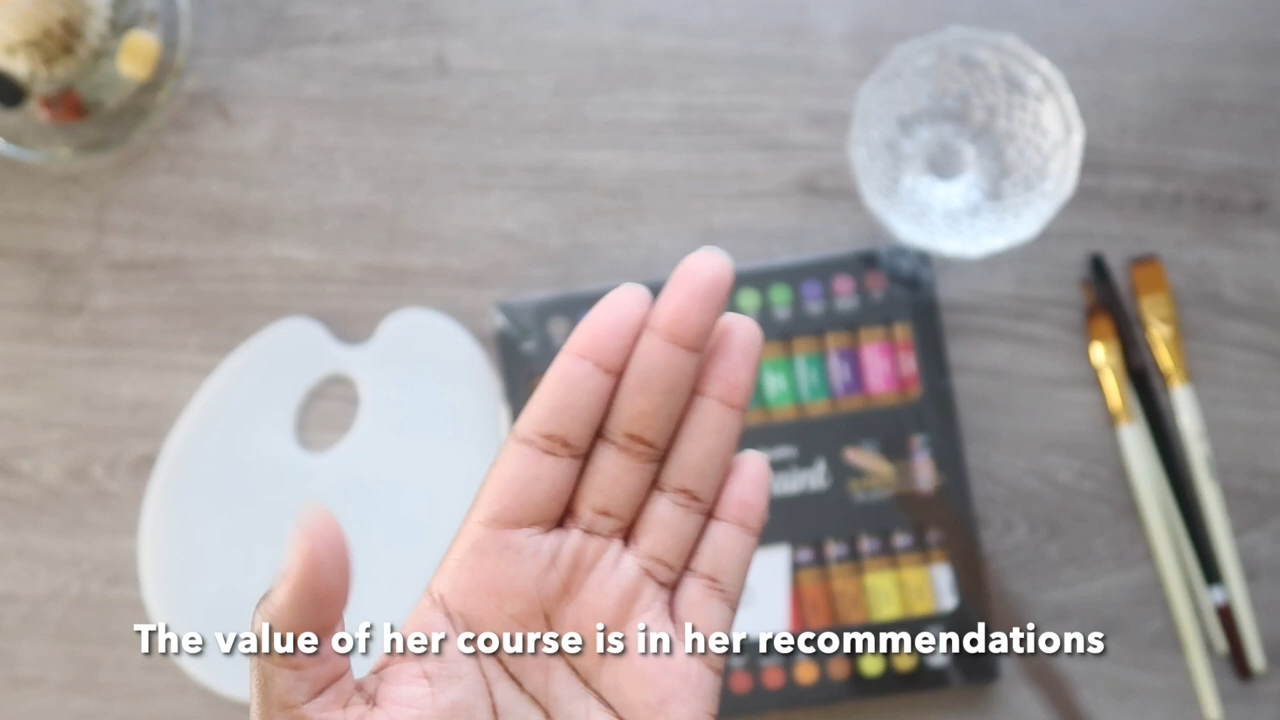 The value of her course is in her recommendations